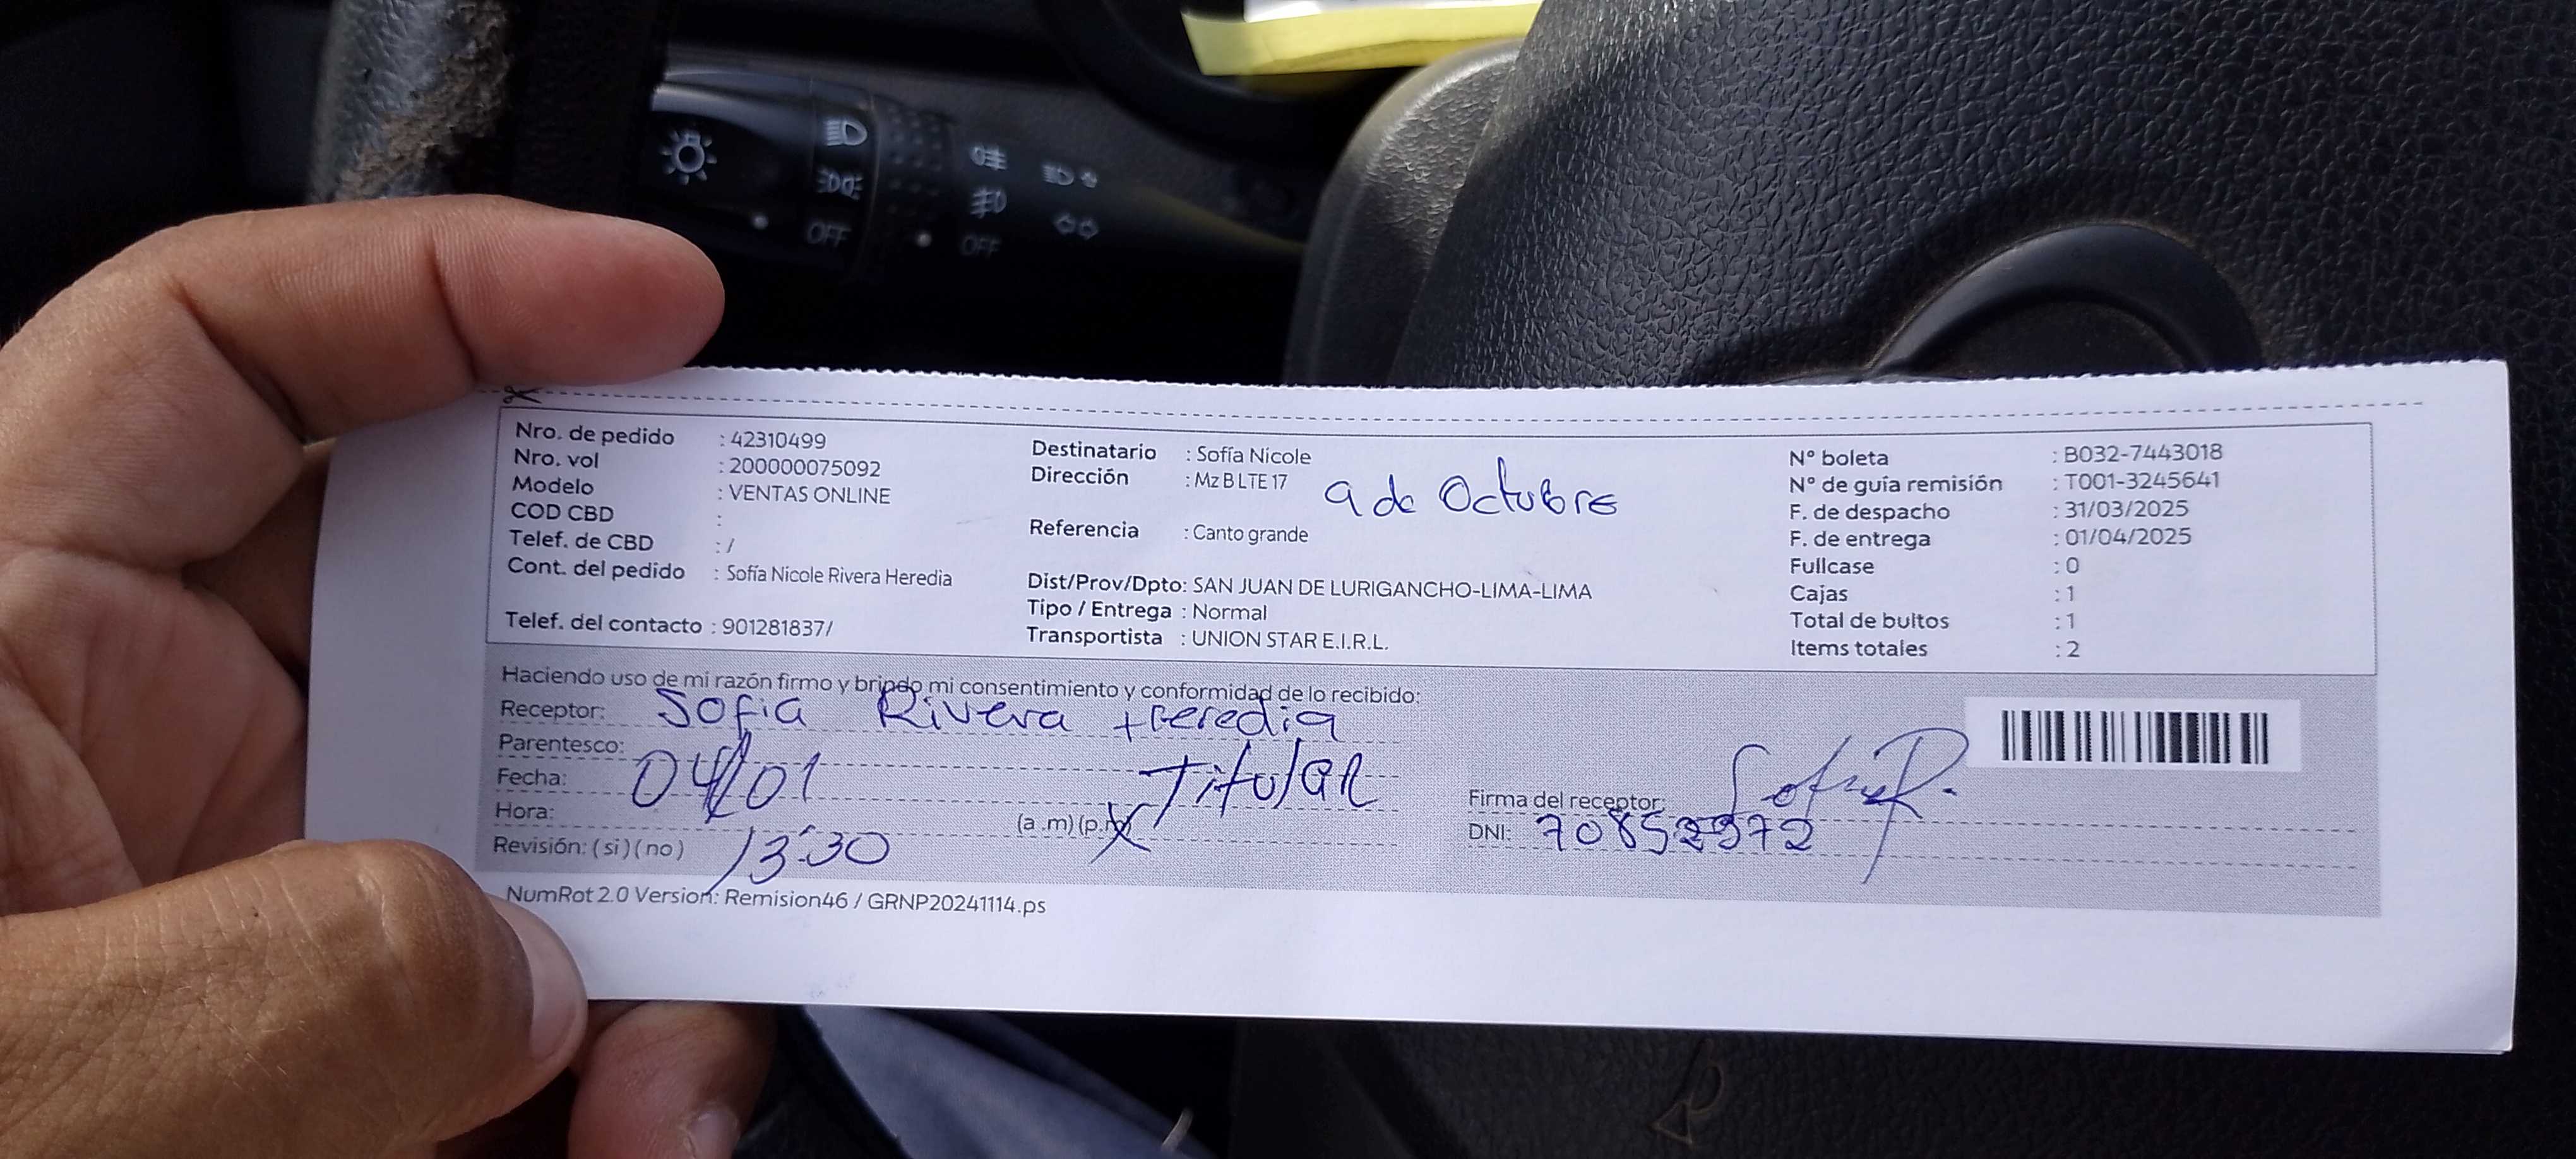 OFF
OFF
Nro. de pedido : 42310499
Nro. vol : 200000075092
Modelo : VENTAS ONLINE
COD CBD :
Telef. de CBD : /
Cont. del pedido : Sofía Nicole Rivera Heredia
Telef. del contacto : 901281837/
Destinatario : Sofía Nicole
Dirección : Mz B LTE 17 9 de Octubre
Referencia : Canto grande
Dist/Prov/Dpto: SAN JUAN DE LURIGANCHO-LIMA-LIMA
Tipo / Entrega : Normal
Transportista : UNION STAR E.I.R.L.
N° boleta : B032-7443018
N° de guía remisión : T001-3245641
F. de despacho : 31/03/2025
F. de entrega : 01/04/2025
Fullcase : 0
Cajas : 1
Total de bultos : 1
Items totales : 2
Haciendo uso de mi razón firmo y brindo mi consentimiento y conformidad de lo recibido:
Receptor: Sofia Rivera Heredia
Parentesco: Titular
Fecha: 04/01
Hora: 13:30 (a .m) (p.m)
Revisión: ( si ) ( no )
Firma del receptor: Sofia R.
DNI: 70852972
NumRot 2.0 Version: Remision46 / GRNP20241114.ps